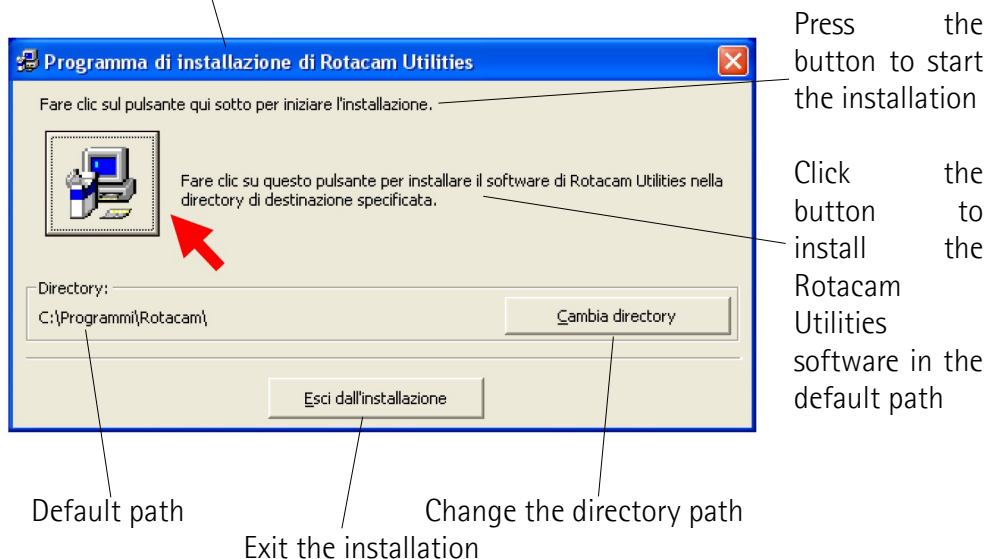 Programma di installazione di Rotacam Utilities
Fare clic sul pulsante qui sotto per iniziare l'installazione.
Fare clic su questo pulsante per installare il software di Rotacam Utilities nella
directory di destinazione specificata.
Directory:
C:\Programmi\Rotacam\
Cambia directory
Esci dall'installazione
Press the
button to start
the installation
Click the
button to
install the
Rotacam
Utilities
software in the
default path
Default path
Change the directory path
Exit the installation